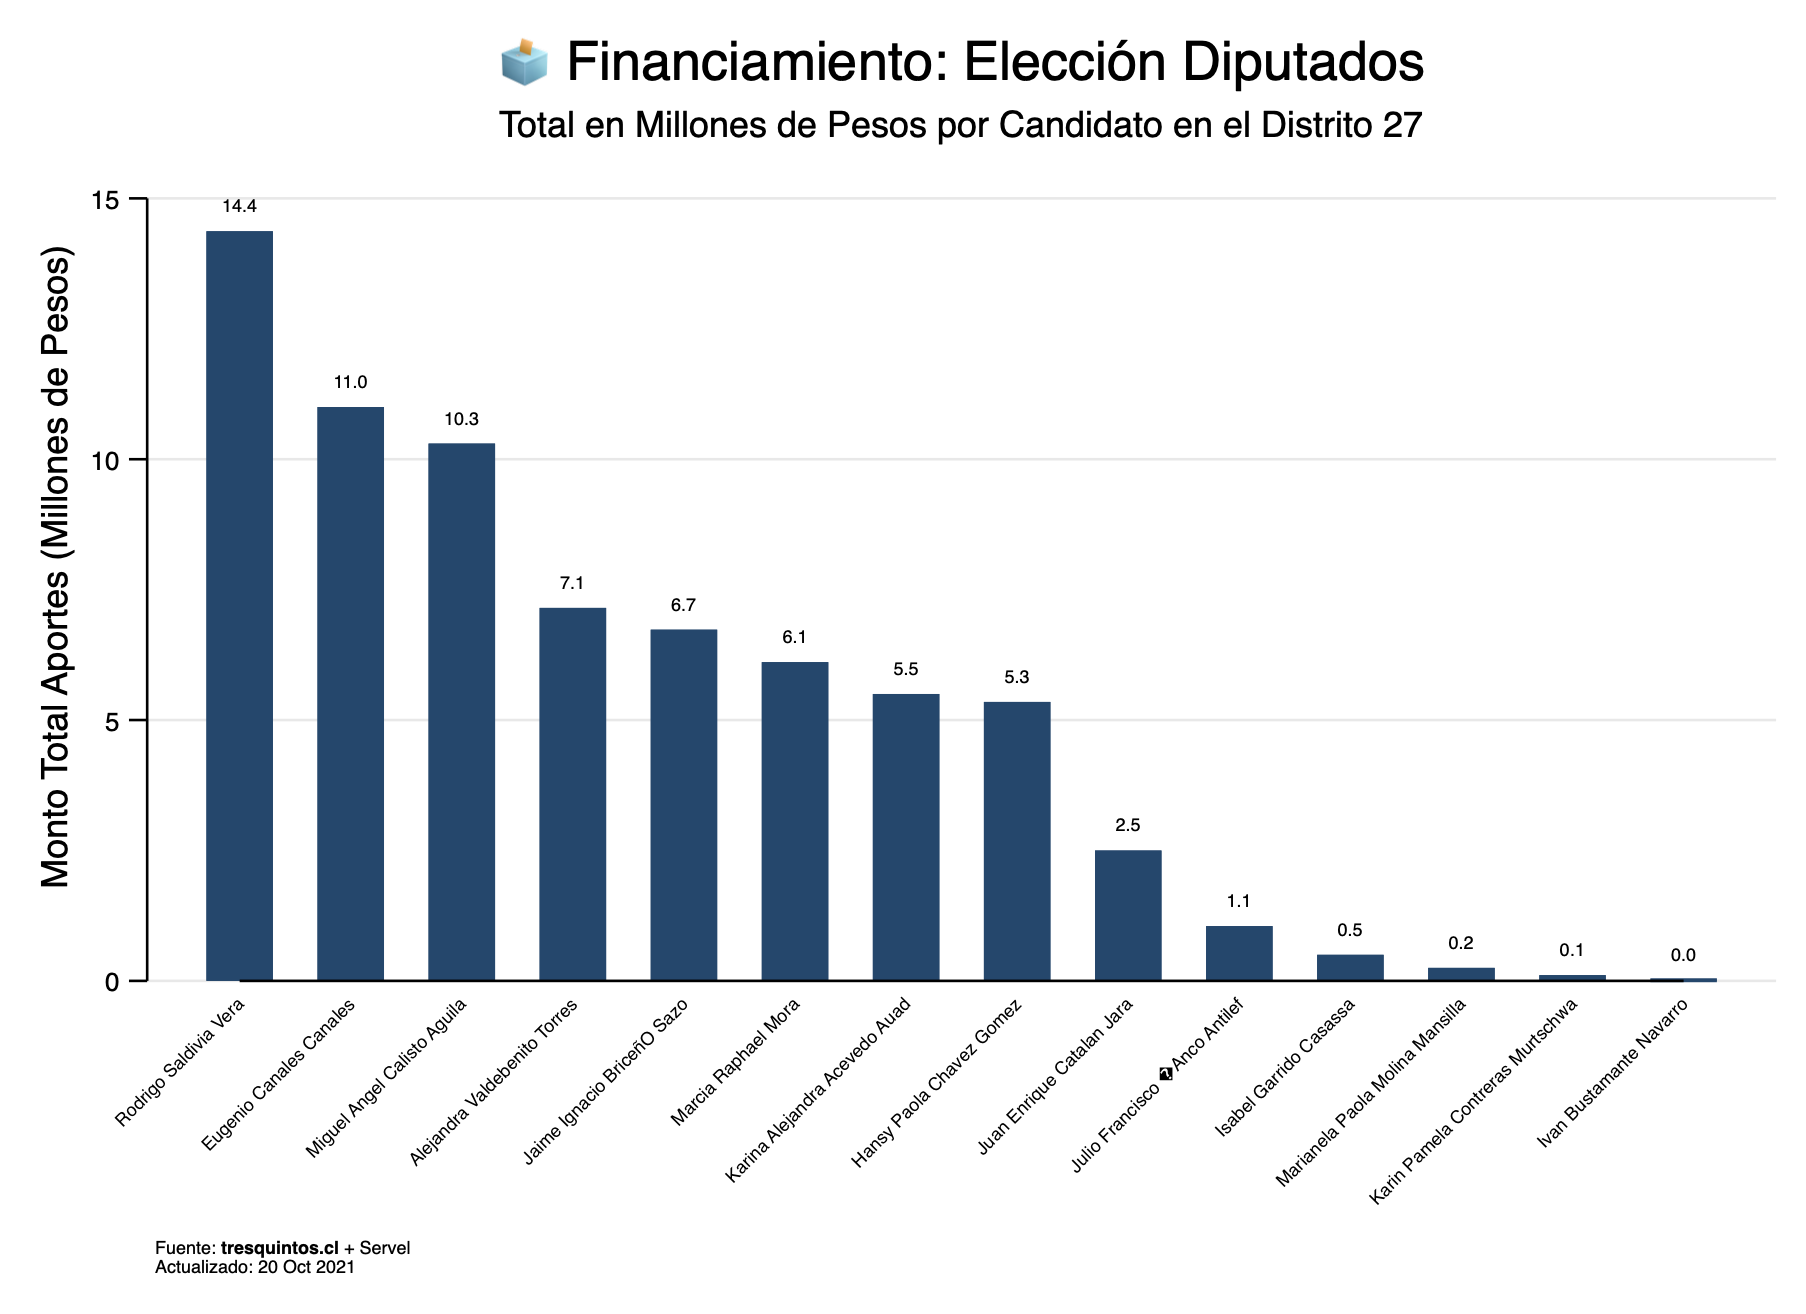 Financiamiento: Elección Diputados
Total en Millones de Pesos por Candidato en el Distrito 27
Monto Total Aportes (Millones de Pesos)
15
10
5
0
14.4
11.0
10.3
7.1
6.7
6.1
5.5
5.3
2.5
1.1
0.5
0.2
0.1
0.0
Rodrigo Saldivia Vera
Eugenio Canales Canales
Miguel Angel Calisto Aguila
Alejandra Valdebenito Torres
Jaime Ignacio BriceñO Sazo
Marcia Raphael Mora
Karina Alejandra Acevedo Auad
Hansy Paola Chavez Gomez
Juan Enrique Catalan Jara
Julio Francisco �Anco Antilef
Isabel Garrido Casassa
Marianela Paola Molina Mansilla
Karin Pamela Contreras Murtschwa
Ivan Bustamante Navarro
Fuente: tresquintos.cl + Servel
Actualizado: 20 Oct 2021